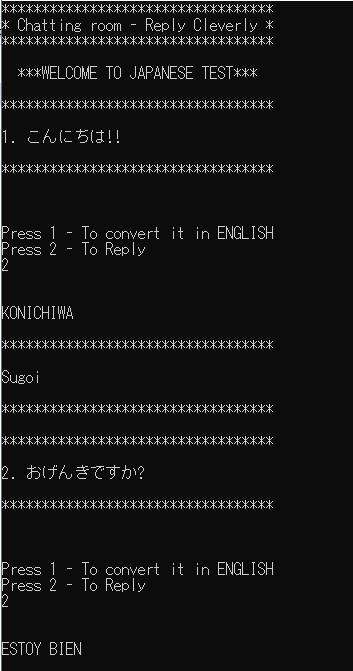 **********************************
* Chatting room - Reply Cleverly *
**********************************
***WELCOME TO JAPANESE TEST***
**********************************
1. こんにちは!!
**********************************
Press 1 - To convert it in ENGLISH
Press 2 - To Reply
2
KONICHIWA
**********************************
Sugoi
**********************************
**********************************
2. おげんきですか?
**********************************
Press 1 - To convert it in ENGLISH
Press 2 - To Reply
2
ESTOY BIEN